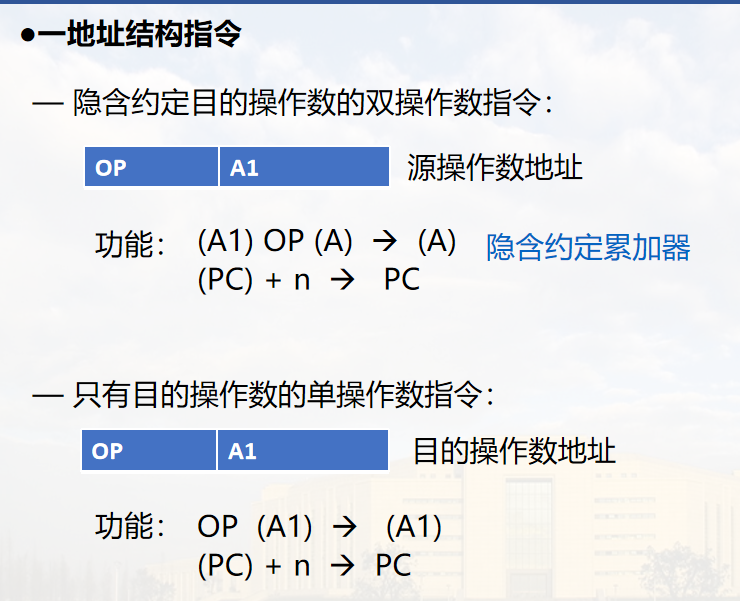 ●一地址结构指令
— 隐含约定目的操作数的双操作数指令：
OP A1 源操作数地址
功能： (A1) OP (A) → (A) 隐含约定累加器
(PC) + n → PC
— 只有目的操作数的单操作数指令：
OP A1 目的操作数地址
功能： OP (A1) → (A1)
(PC) + n → PC